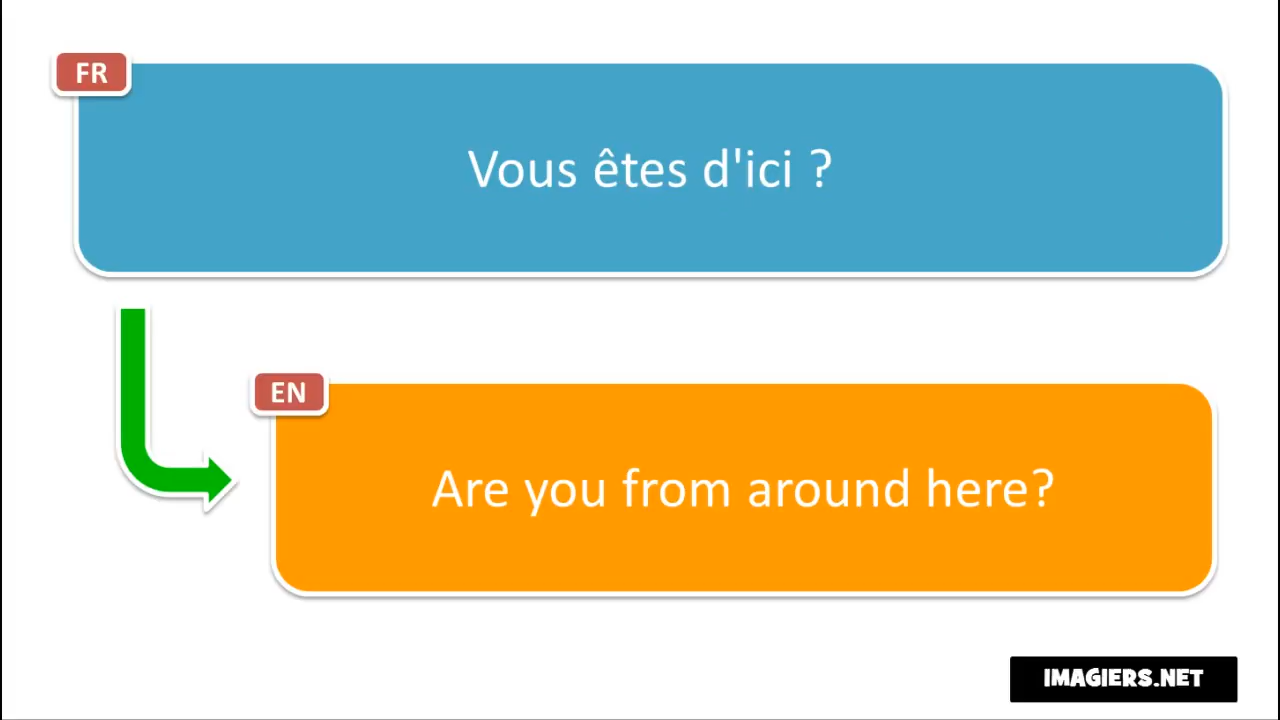 FR
Vous êtes d'ici ?
EN
Are you from around here?
IMAGIERS.NET